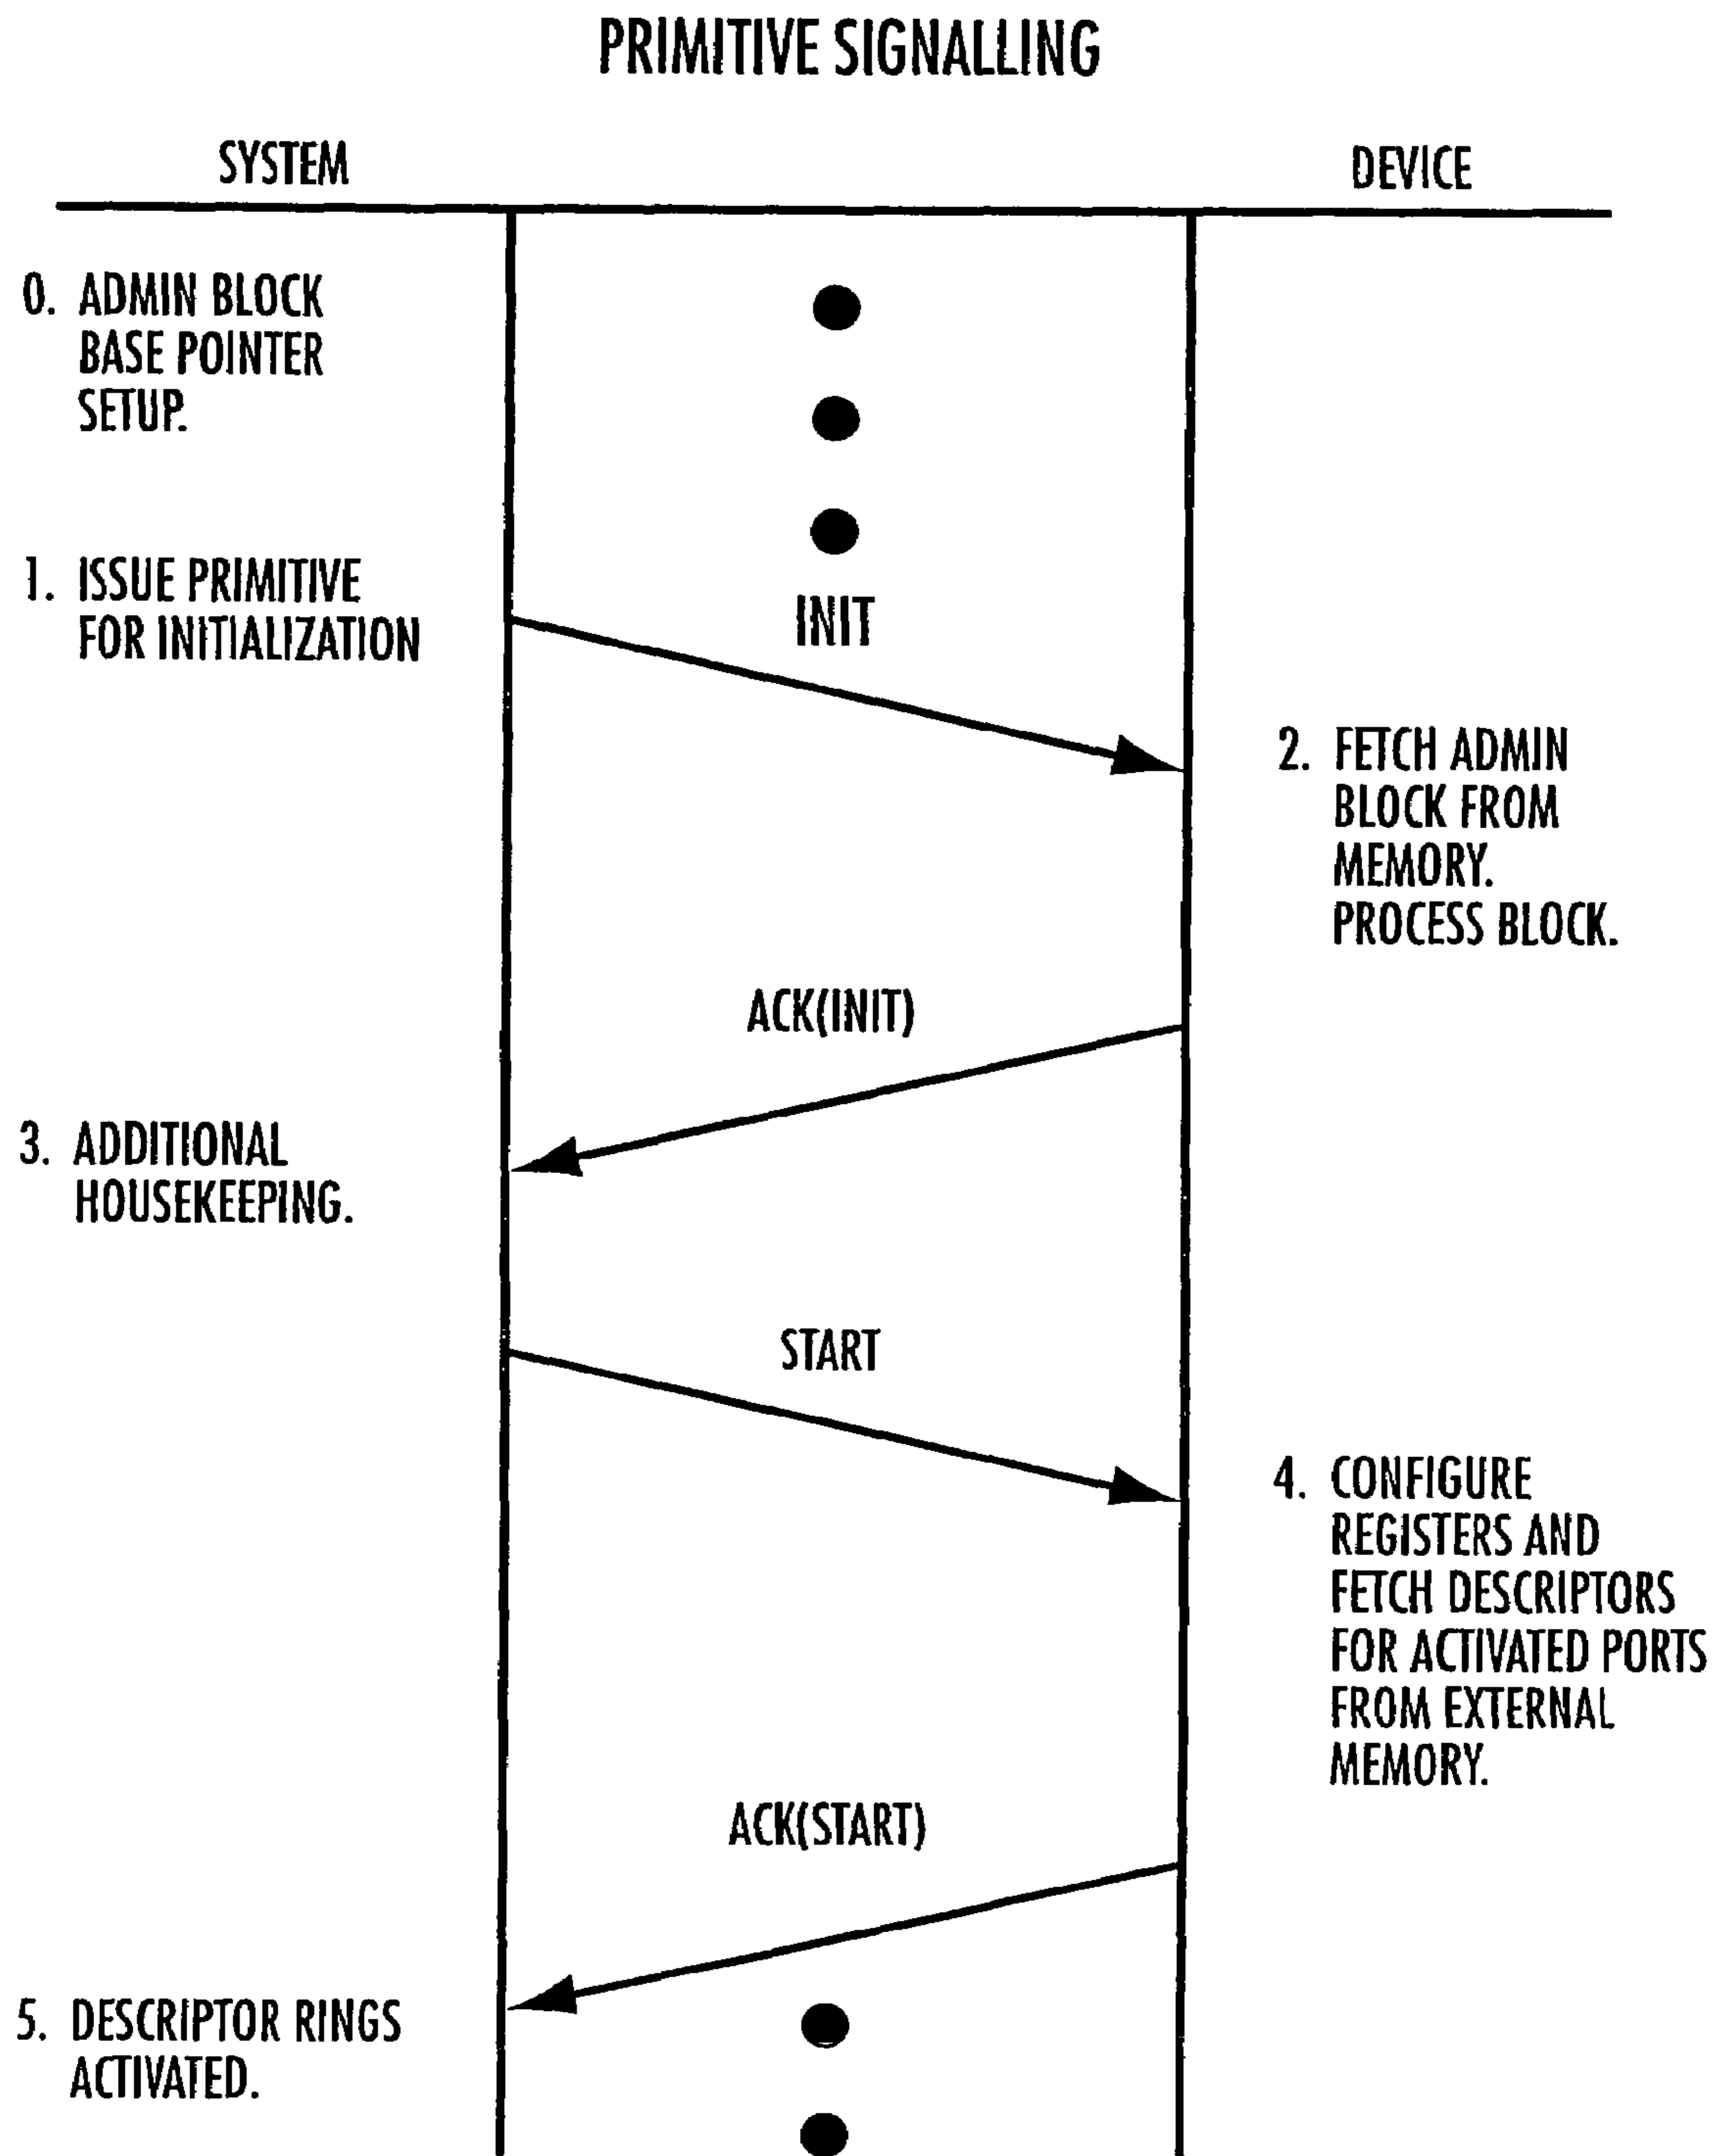 PRIMITIVE SIGNALLING
SYSTEM
DEVICE
0. ADMIN BLOCK
BASE POINTER
SETUP.
1. ISSUE PRIMITIVE
FOR INITIALIZATION
INIT
2. FETCH ADMIN
BLOCK FROM
MEMORY.
PROCESS BLOCK.
ACK(INIT)
3. ADDITIONAL
HOUSEKEEPING.
START
4. CONFIGURE
REGISTERS AND
FETCH DESCRIPTORS
FOR ACTIVATED PORTS
FROM EXTERNAL
MEMORY.
ACK(START)
5. DESCRIPTOR RINGS
ACTIVATED.